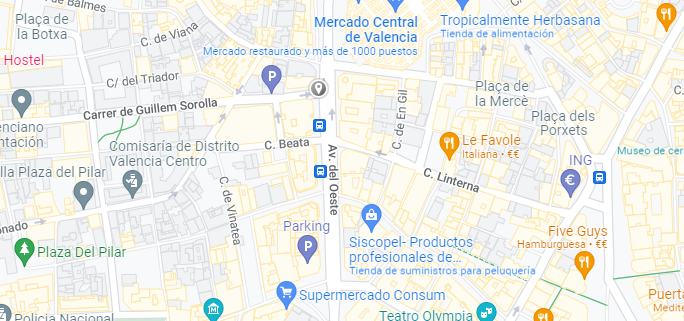 de Balmes
Plaça de
la Botxa
C. de Viana
Mercado Central
de Valencia
Mercado restaurado y más de 1000 puestos
Tropicalmente Herbasana
Tienda de alimentación
Hostel
C/ del Triador
P
Plaça de
la Mercè
Carrer de Guillem Sorolla
C. de En Gil
Plaça dels
Porxets
enciano
ntación
Comisaría de Distrito
Valencia Centro
C. Beata
Av. del Oeste
Le Favole
Italiana • €€
Museo de cer
ING
€
lla Plaza del Pilar
C. de Vinatea
C. Linterna
onado
Parking
P
Plaza Del Pilar
Siscopel- Productos
profesionales de...
Tienda de suministros para peluquería
Five Guys
Hamburguesa • €€
Supermercado Consum
Puerta
Medite
Policía Nacional
Teatro Olympia